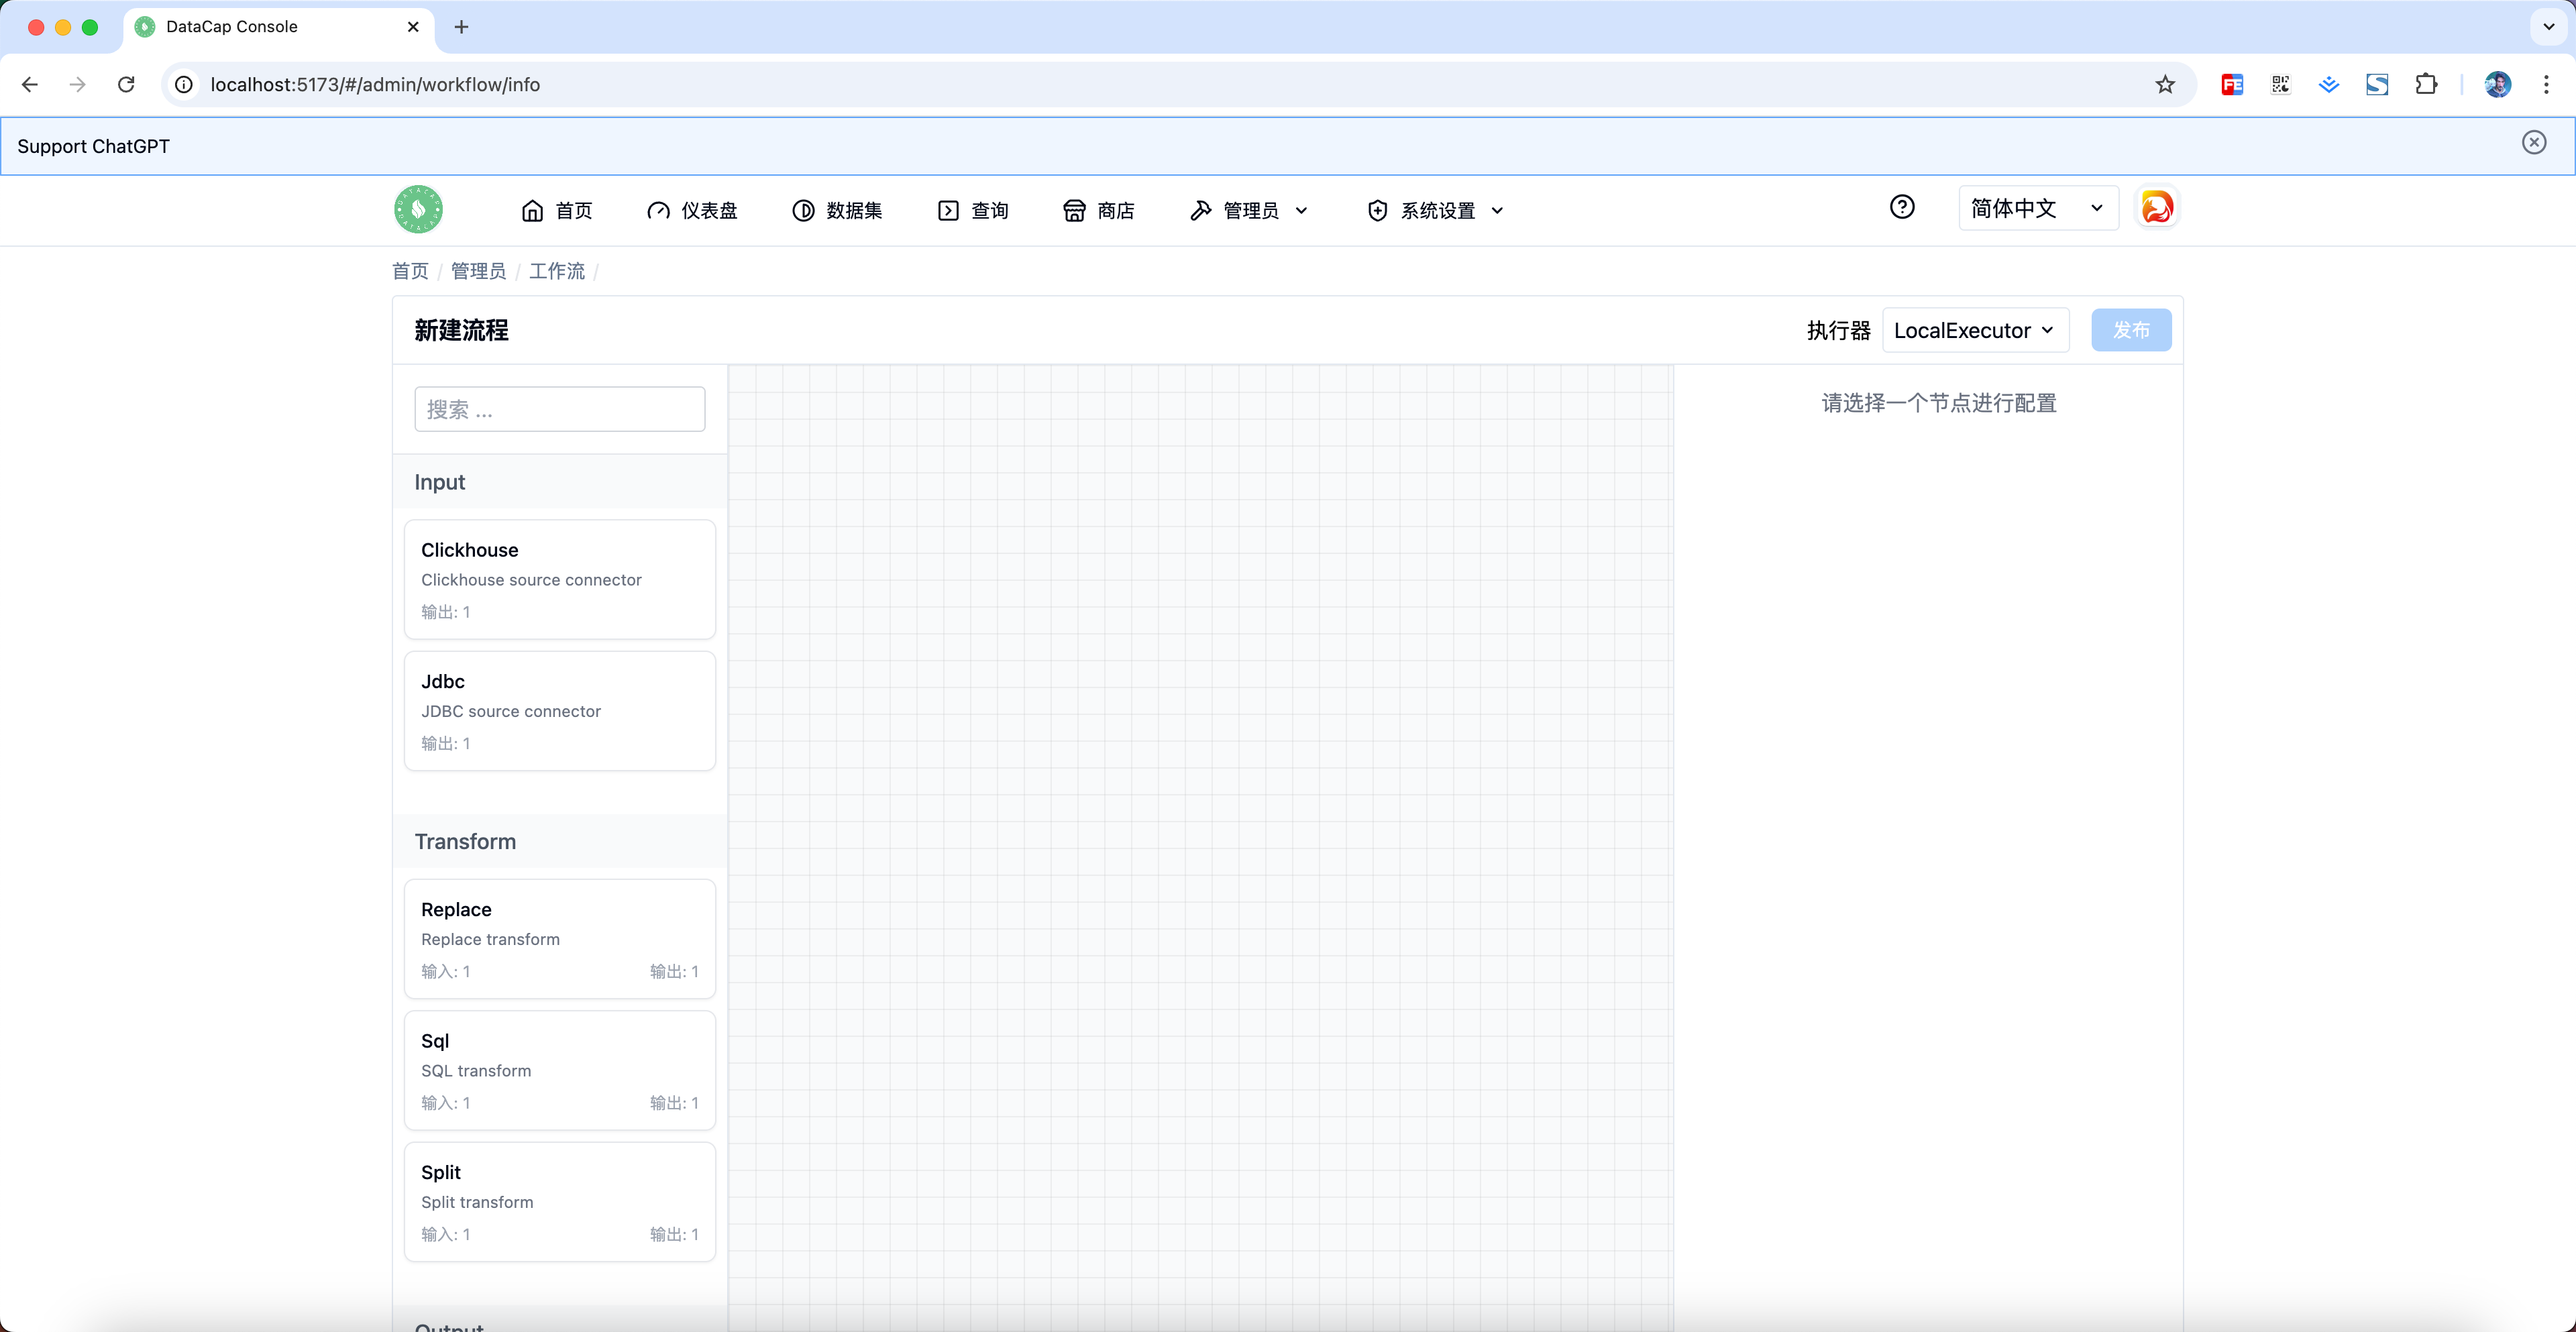 DataCap Console
localhost:5173/#/admin/workflow/info
Support ChatGPT
首页 仪表盘 数据集 查询 商店 管理员 系统设置 简体中文
首页 / 管理员 / 工作流 /
新建流程 执行器 LocalExecutor 发布
搜索 ...
请选择一个节点进行配置
Input
Clickhouse
Clickhouse source connector
输出: 1
Jdbc
JDBC source connector
输出: 1
Transform
Replace
Replace transform
输入: 1 输出: 1
Sql
SQL transform
输入: 1 输出: 1
Split
Split transform
输入: 1 输出: 1
Output